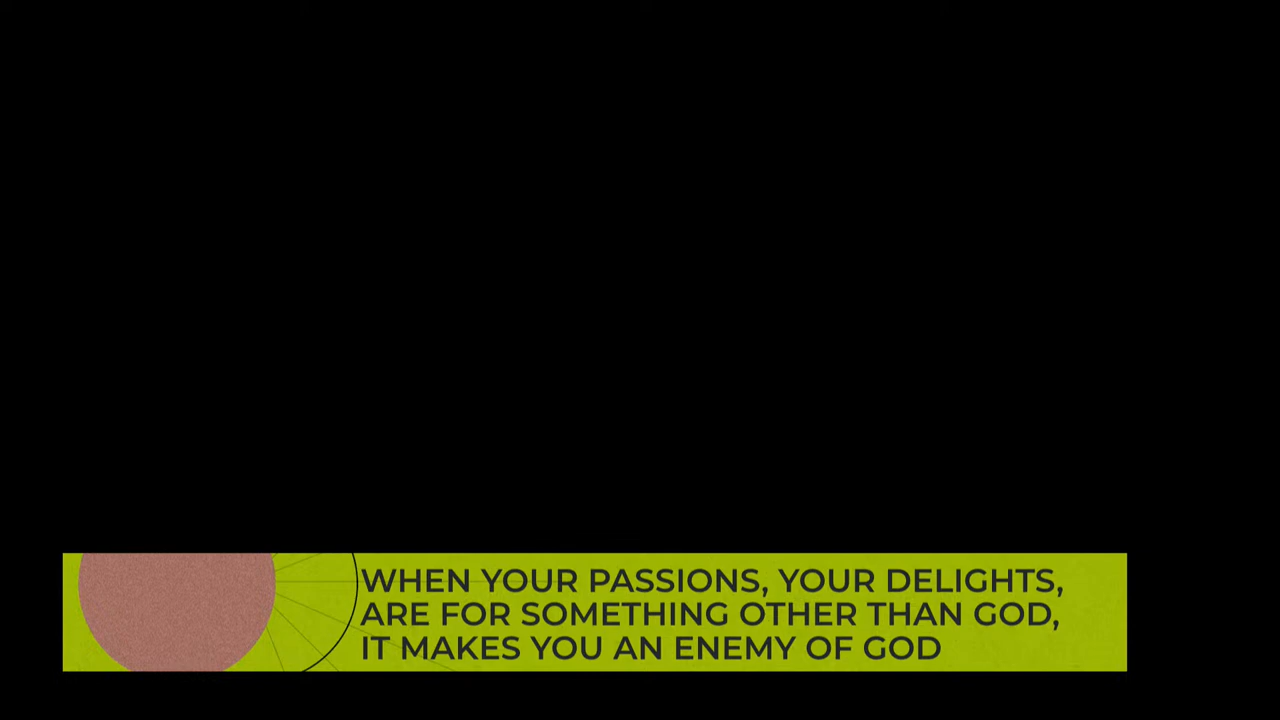 WHEN YOUR PASSIONS, YOUR DELIGHTS,
ARE FOR SOMETHING OTHER THAN GOD,
IT MAKES YOU AN ENEMY OF GOD